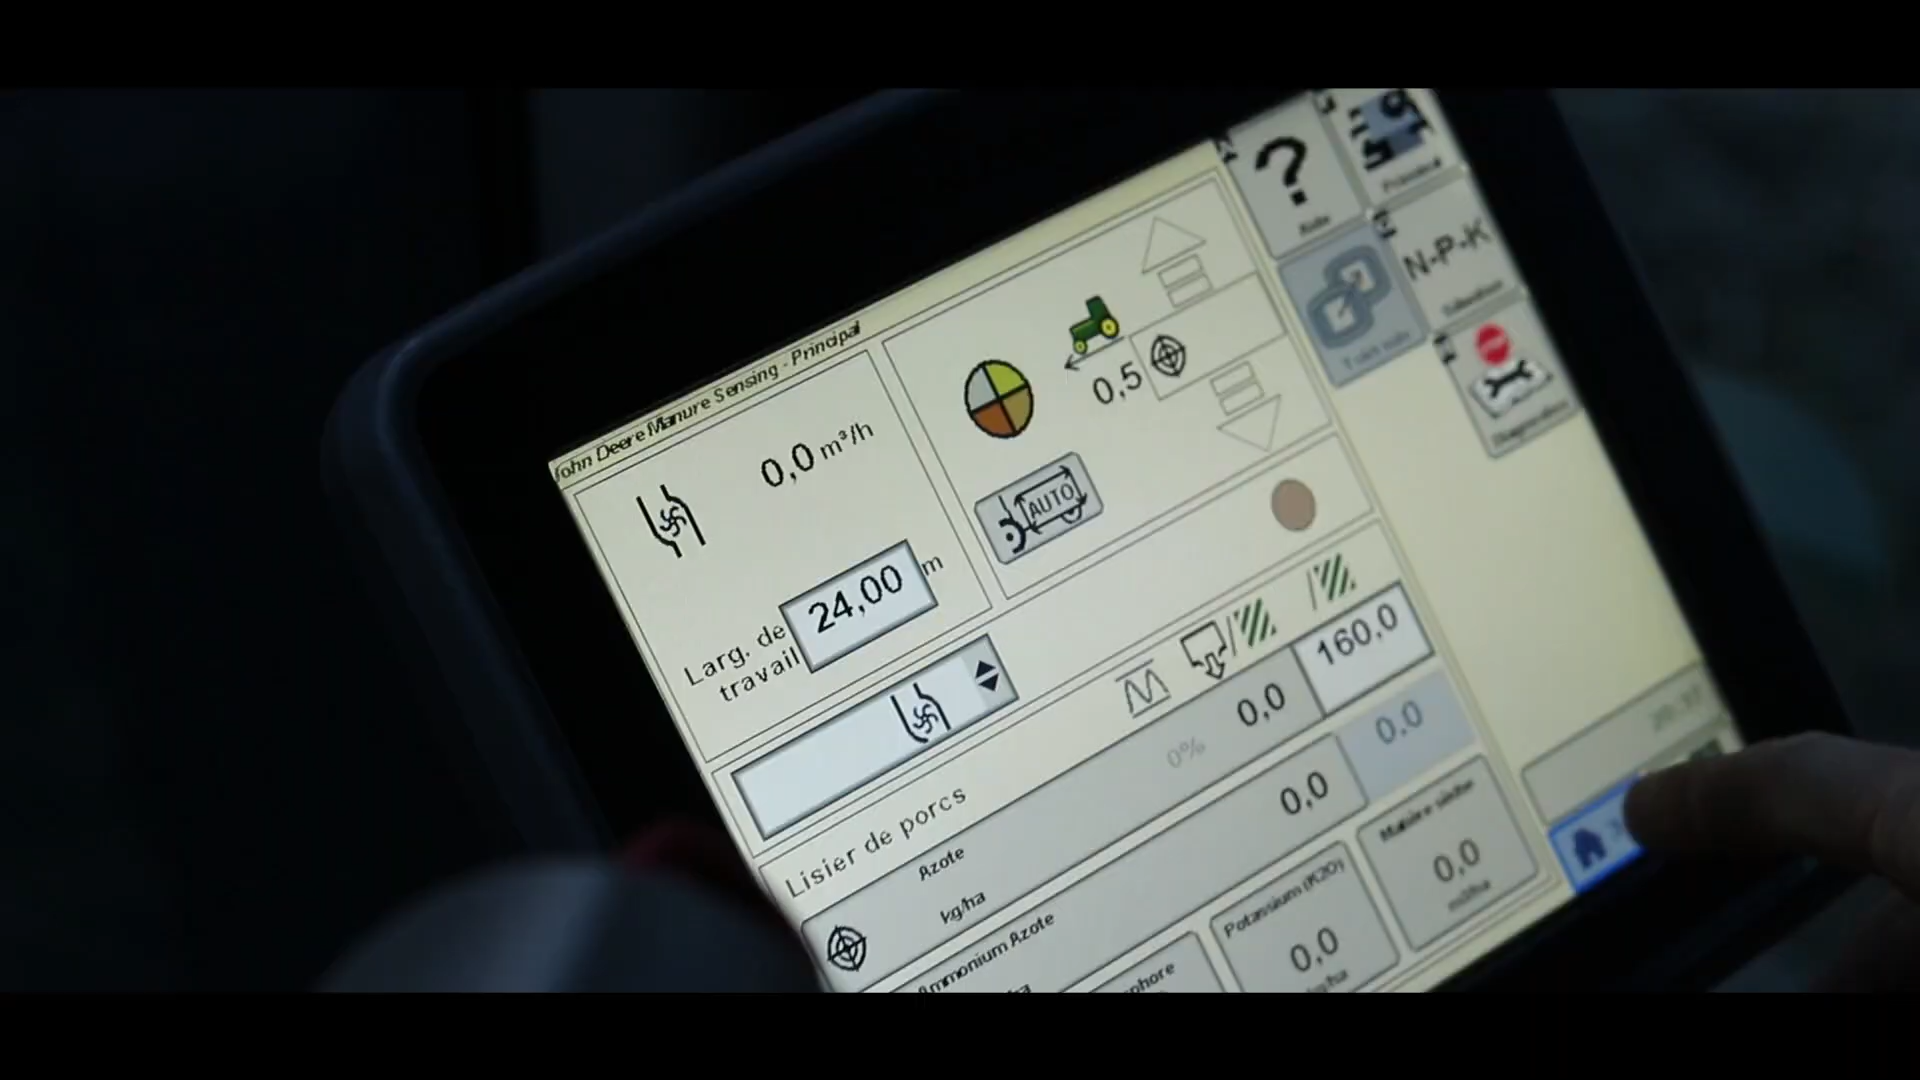 John Deere Manure Sensing - Principal
0,0 m³/h
Larg. de
travail
24,00 m
0,5
AUTO
?
N-P-K
Lisier de porcs
Azote
kg/ha
0%
0,0
160,0
Ammonium Azote
0,0
0,0
Potassium (K2O)
0,0
Matière sèche
0,0